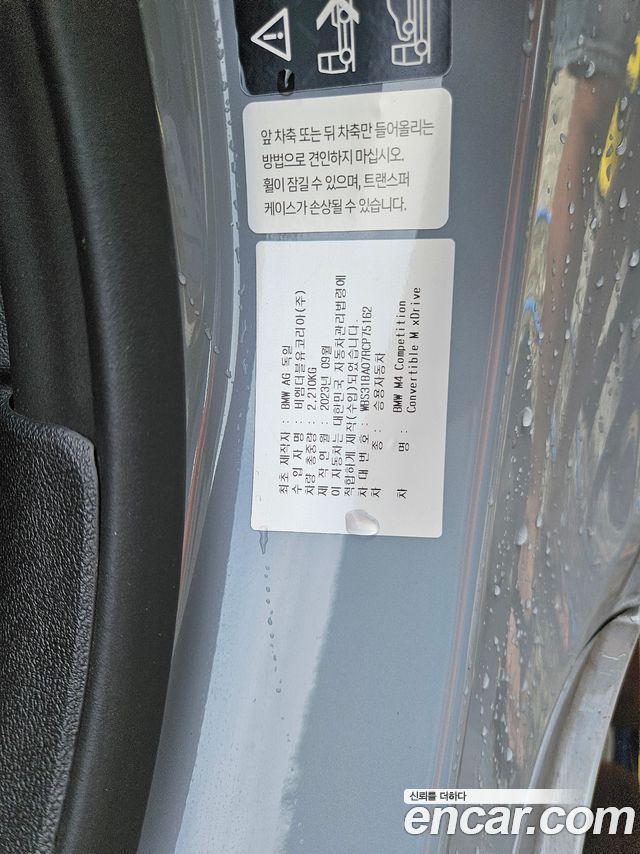 앞 차축 또는 뒤 차축만 들어올리는
방법으로 견인하지 마십시오.
휠이 잠길 수 있으며, 트랜스퍼
케이스가 손상될 수 있습니다.
최초 제작자 : BMW AG 독일
수 입 자 명 : 비엠더블유코리아(주)
차량 총중량 : 2,210KG
제 작 연 월 : 2023년 09월
이 자동차는 대한민국 자동차관리법령에
적합하게 제작(수입)되었습니다.
차 대 번 호 : WBS31BA07RCP75162
차 종 : 승용자동차
차 명 : BMW M4 Competition
Convertible M xDrive
신뢰를 더하다
encar.com